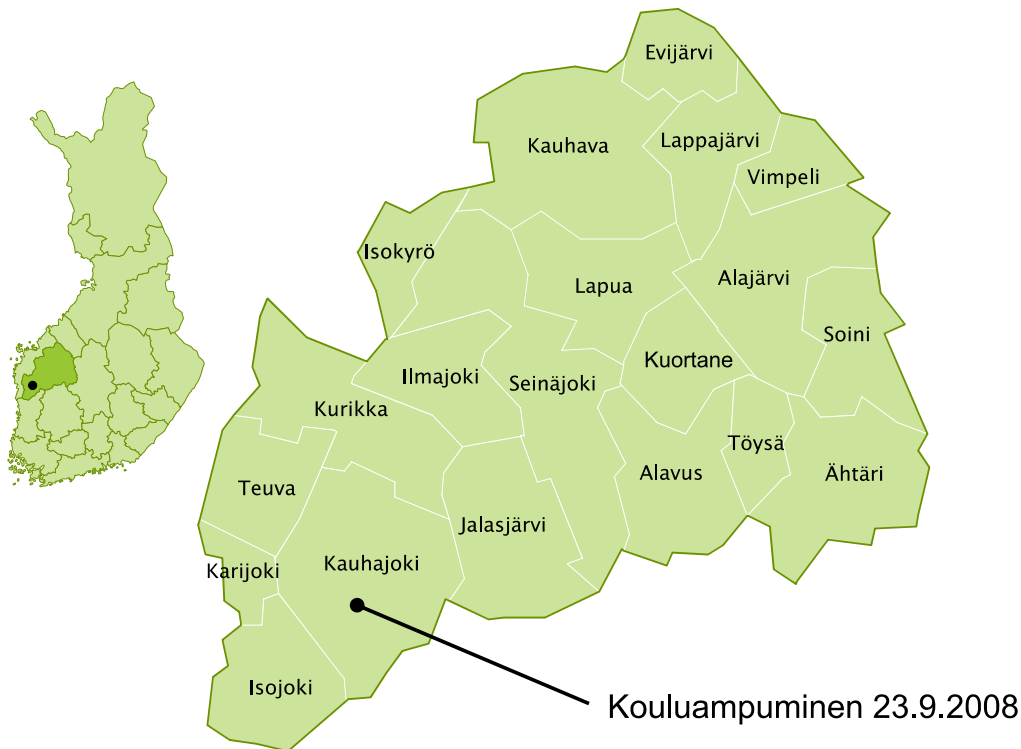 Evijärvi
Kauhava
Lappajärvi
Vimpeli
Isokyrö
Lapua
Alajärvi
Soini
Kuortane
Ilmajoki
Seinäjoki
Kurikka
Töysä
Alavus
Ähtäri
Teuva
Jalasjärvi
Kauhajoki
Karijoki
Isojoki
Kouluampuminen 23.9.2008